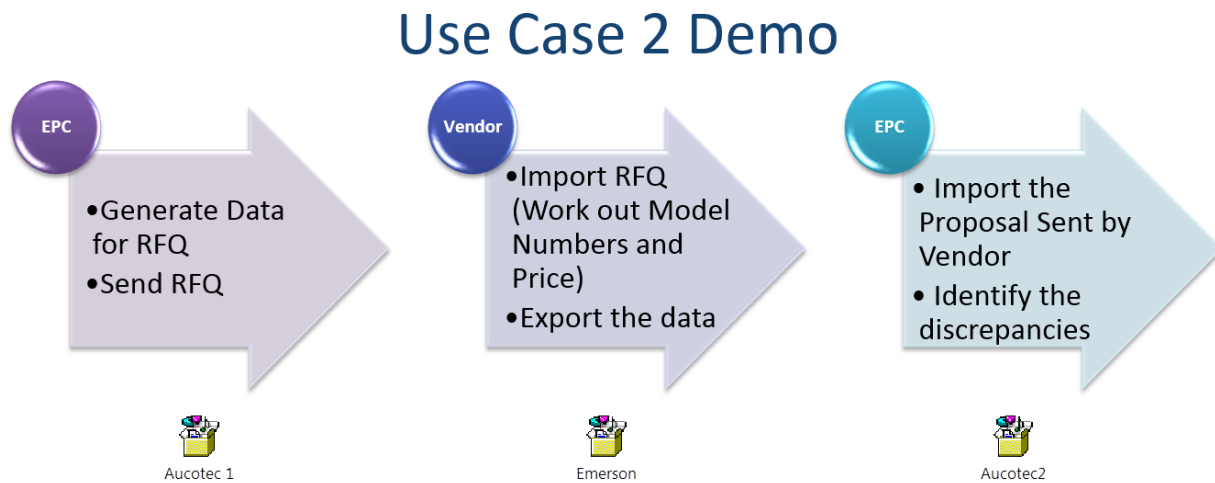 Use Case 2 Demo
EPC
•Generate Data
for RFQ
•Send RFQ
Vendor
•Import RFQ
(Work out Model
Numbers and
Price)
•Export the data
EPC
• Import the
Proposal Sent by
Vendor
• Identify the
discrepancies
Aucotec 1
Emerson
Aucotec2